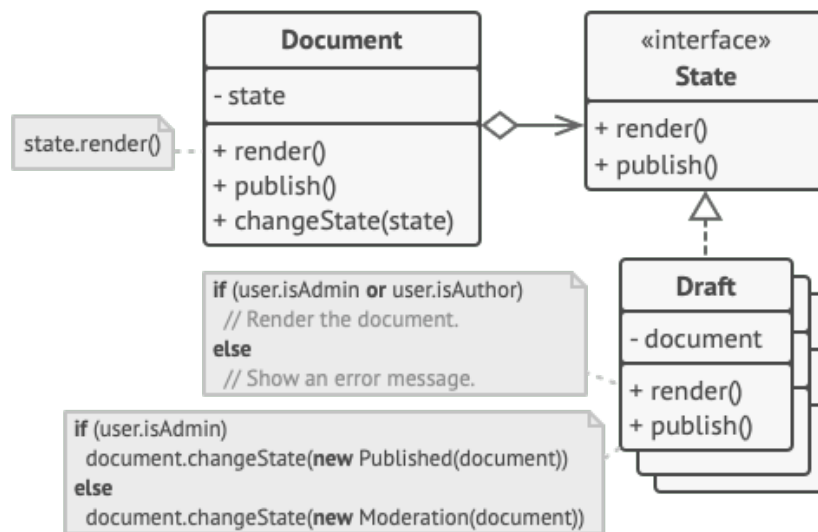 Document
- state
+ render()
+ publish()
+ changeState(state)
«interface»
State
+ render()
+ publish()
state.render()
Draft
- document
+ render()
+ publish()
if (user.isAdmin or user.isAuthor)
// Render the document.
else
// Show an error message.
if (user.isAdmin)
document.changeState(new Published(document))
else
document.changeState(new Moderation(document))